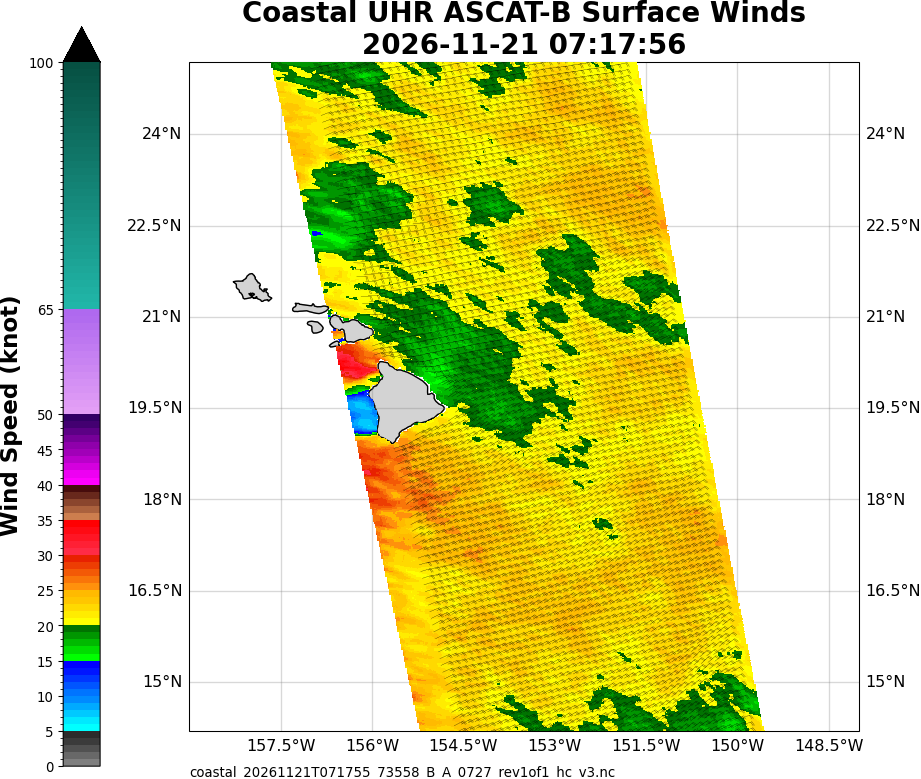 Coastal UHR ASCAT-B Surface Winds
2026-11-21 07:17:56
Wind Speed (knot)
100
65
50
45
40
35
30
25
20
15
10
5
0
24°N
22.5°N
21°N
19.5°N
18°N
16.5°N
15°N
24°N
22.5°N
21°N
19.5°N
18°N
16.5°N
15°N
157.5°W 156°W 154.5°W 153°W 151.5°W 150°W 148.5°W
coastal_20261121T071755_73558_B_A_0727_rev1of1_hc_v3.nc